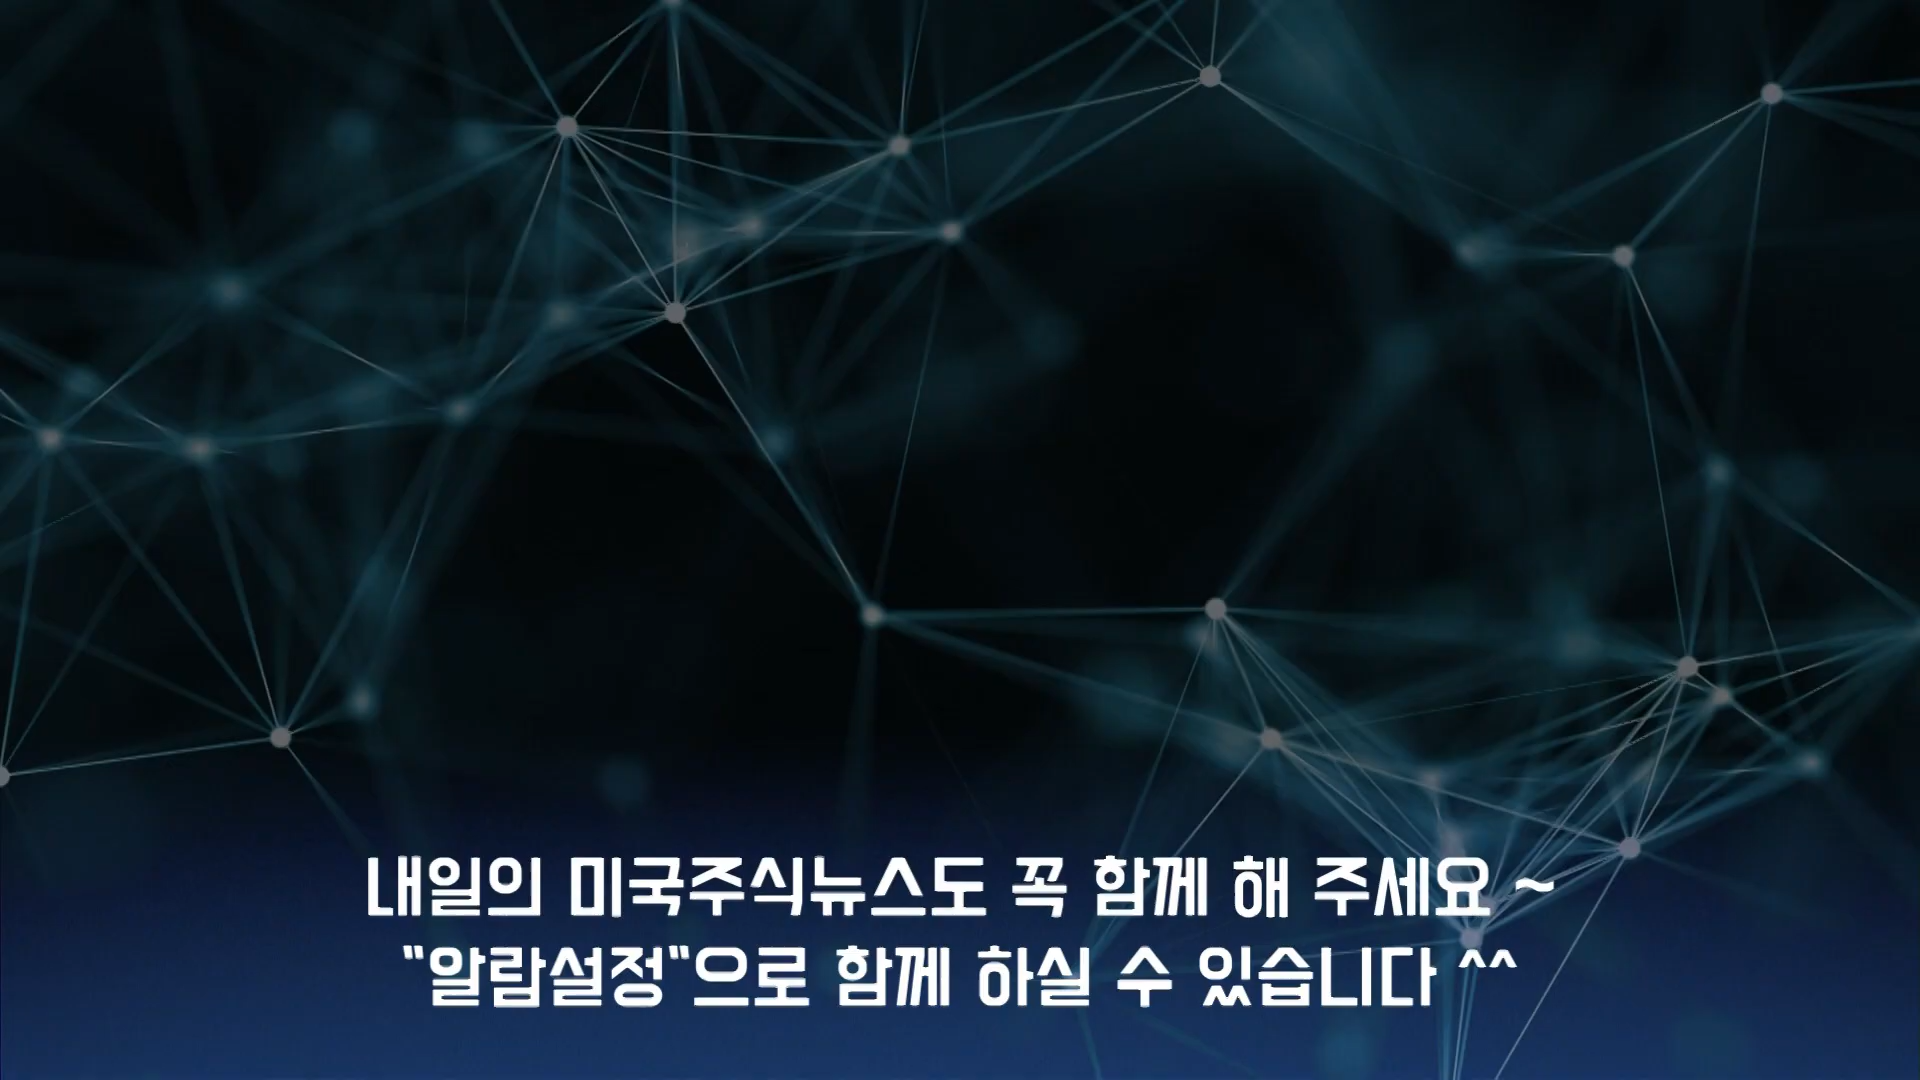 내일의 미국주식뉴스도 꼭 함께 해 주세요 ~
"알람설정"으로 함께 하실 수 있습니다 ^^